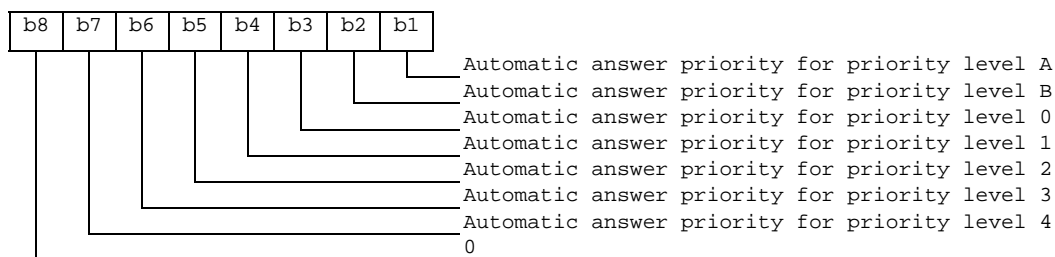 b8 b7 b6 b5 b4 b3 b2 b1
Automatic answer priority for priority level A
Automatic answer priority for priority level B
Automatic answer priority for priority level 0
Automatic answer priority for priority level 1
Automatic answer priority for priority level 2
Automatic answer priority for priority level 3
Automatic answer priority for priority level 4
0